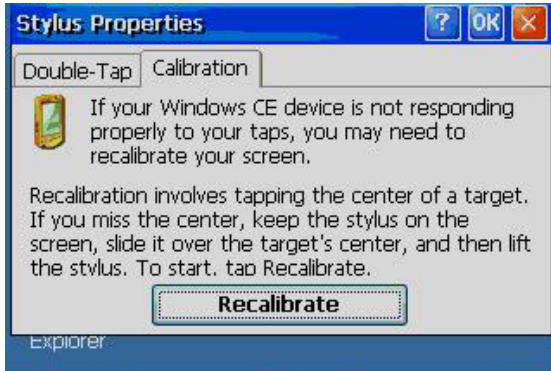 Stylus Properties ? OK ×
Double-Tap Calibration
If your Windows CE device is not responding
properly to your taps, you may need to
recalibrate your screen.
Recalibration involves tapping the center of a target.
If you miss the center, keep the stylus on the
screen, slide it over the target's center, and then lift
the stylus. To start, tap Recalibrate.
Recalibrate
Explorer